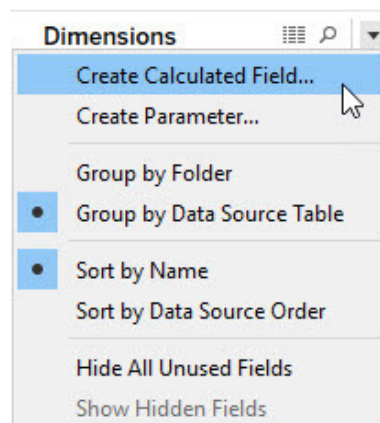 Dimensions
Create Calculated Field...
Create Parameter...
Group by Folder
Group by Data Source Table
Sort by Name
Sort by Data Source Order
Hide All Unused Fields
Show Hidden Fields